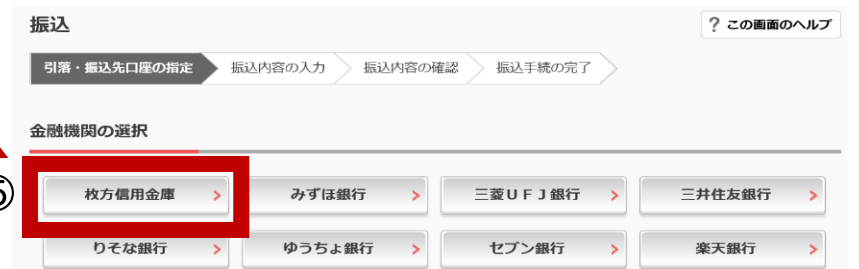 振込
? この画面のヘルプ
引落・振込先口座の指定 振込内容の入力 振込内容の確認 振込手続の完了
金融機関の選択
枚方信用金庫 > みずほ銀行 > 三菱ＵＦＪ銀行 > 三井住友銀行 >
りそな銀行 > ゆうちょ銀行 > セブン銀行 > 楽天銀行 >